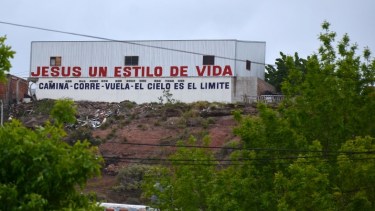 JESUS UN ESTILO DE VIDA
CAMINA-CORRE-VUELA-EL CIELO ES EL LIMITE